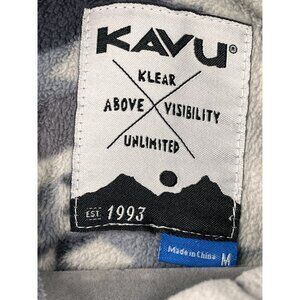 KAVU®
KLEAR
ABOVE VISIBILITY
UNLIMITED
EST. 1993
Made in China M